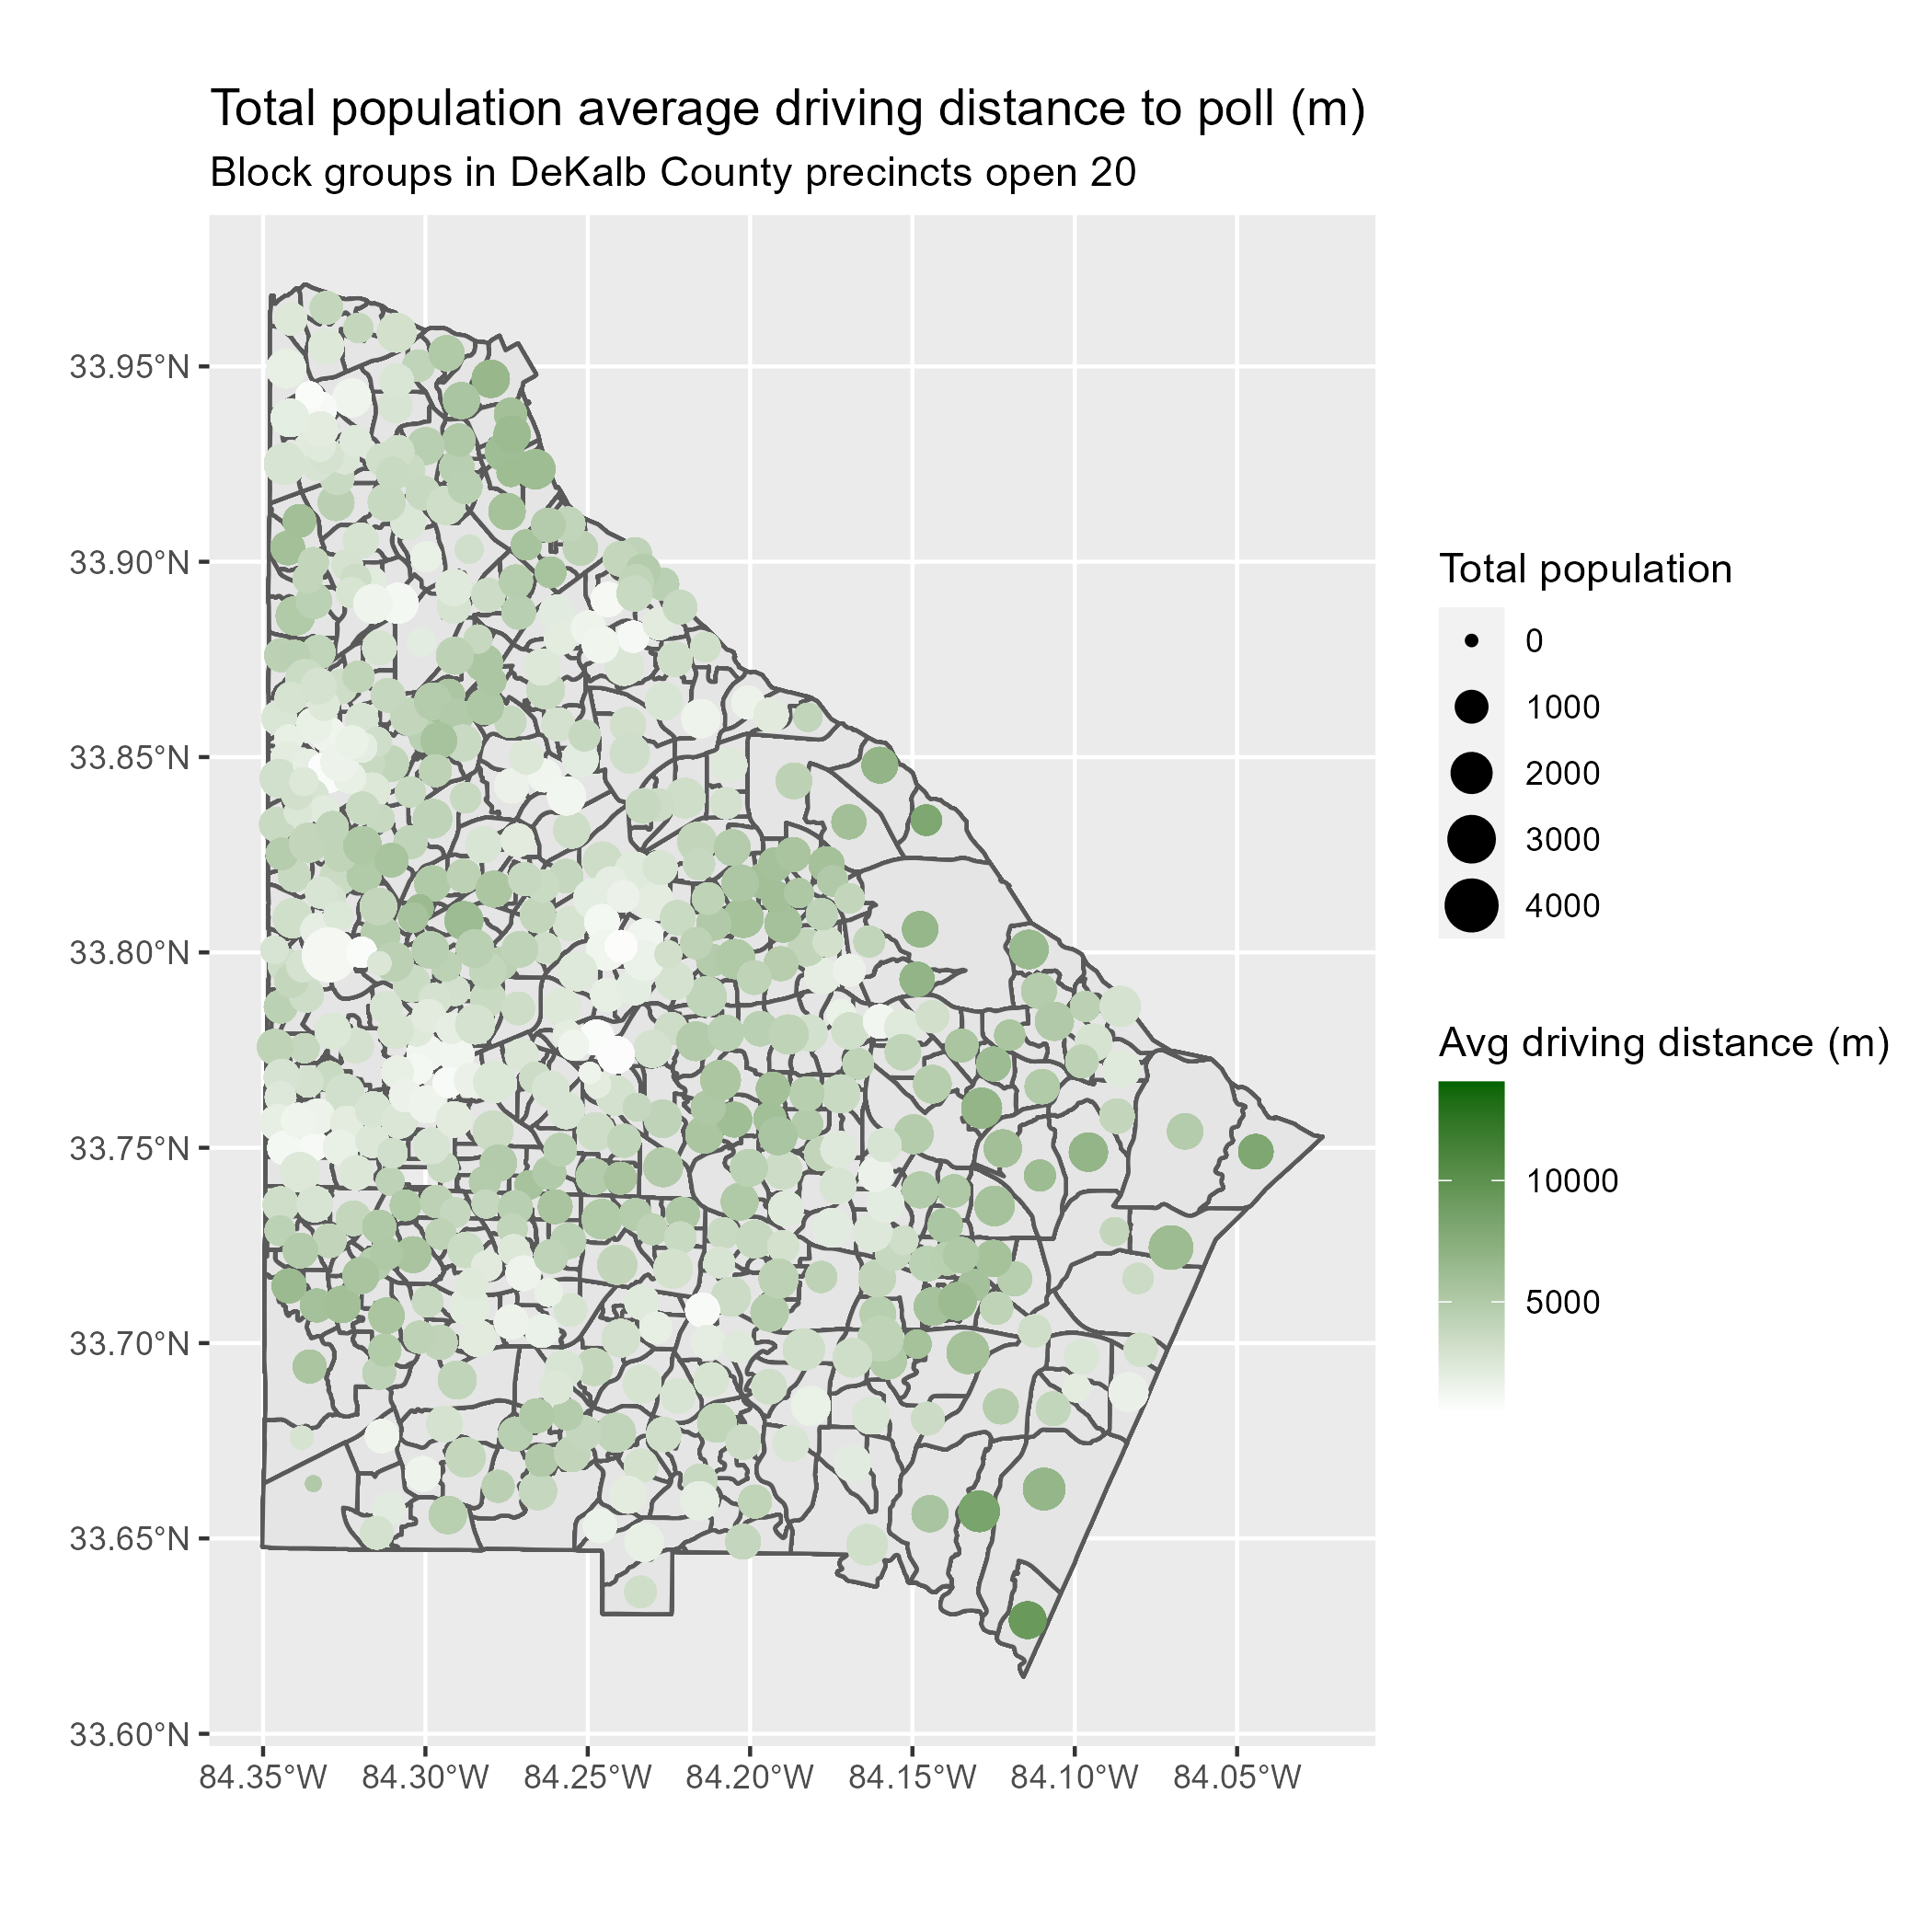 Total population average driving distance to poll (m)
Block groups in DeKalb County precincts open 20
33.95°N
33.90°N
33.85°N
33.80°N
33.75°N
33.70°N
33.65°N
33.60°N
84.35°W
84.30°W
84.25°W
84.20°W
84.15°W
84.10°W
84.05°W
Total population
0
1000
2000
3000
4000
Avg driving distance (m)
10000
5000